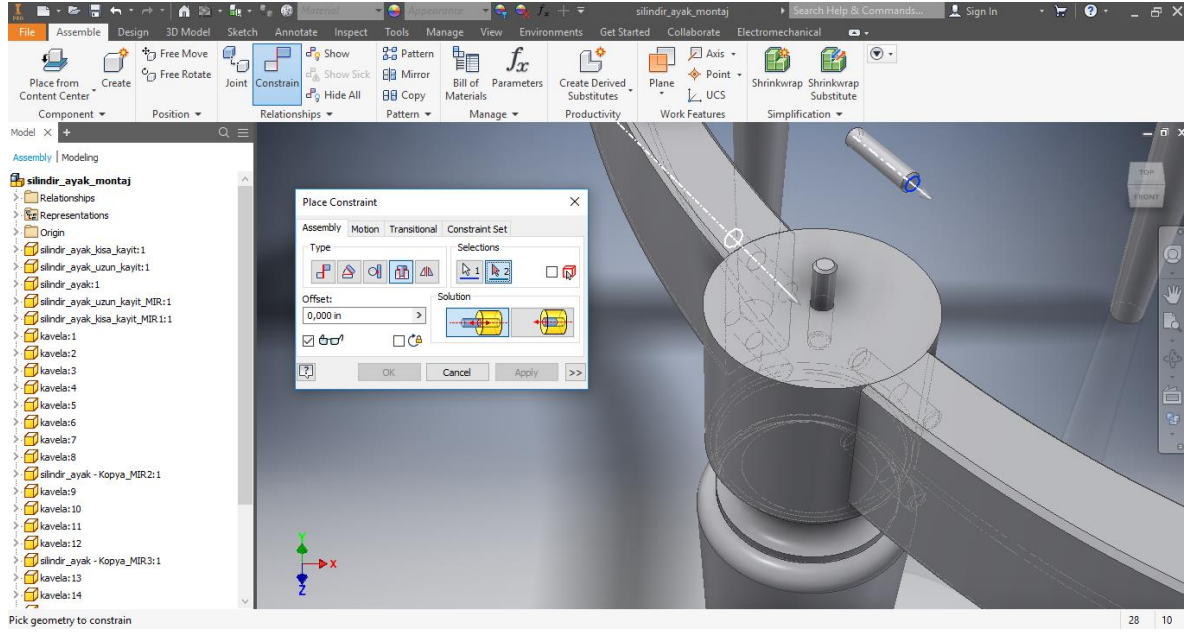 PRO
Material
Appearance
silindir_ayak_montaj
Search Help & Commands...
Sign In
File Assemble Design 3D Model Sketch Annotate Inspect Tools Manage View Environments Get Started Collaborate Electromechanical
Place from Content Center
Create
Free Move
Free Rotate
Joint
Constrain
Show
Show Sick
Hide All
Pattern
Mirror
Copy
Bill of Materials
Parameters
Create Derived Substitutes
Plane
Axis
Point
UCS
Shrinkwrap
Shrinkwrap Substitute
Component Position Relationships Pattern Manage Productivity Work Features Simplification
Model
Assembly | Modeling
silindir_ayak_montaj
Relationships
Representations
Origin
silindir_ayak_kisa_kayit:1
silindir_ayak_uzun_kayit:1
silindir_ayak:1
silindir_ayak_uzun_kayit_MIR:1
silindir_ayak_kisa_kayit_MIR1:1
kavela:1
kavela:2
kavela:3
kavela:4
kavela:5
kavela:6
kavela:7
kavela:8
silindir_ayak - Kopya_MIR2:1
kavela:9
kavela:10
kavela:11
kavela:12
silindir_ayak - Kopya_MIR3:1
kavela:13
kavela:14
Place Constraint
Assembly Motion Transitional Constraint Set
Type
Selections
1 2
Offset:
0,000 in
Solution
OK Cancel Apply >>
TOP
FRONT
Y
X
Z
Pick geometry to constrain
28 10